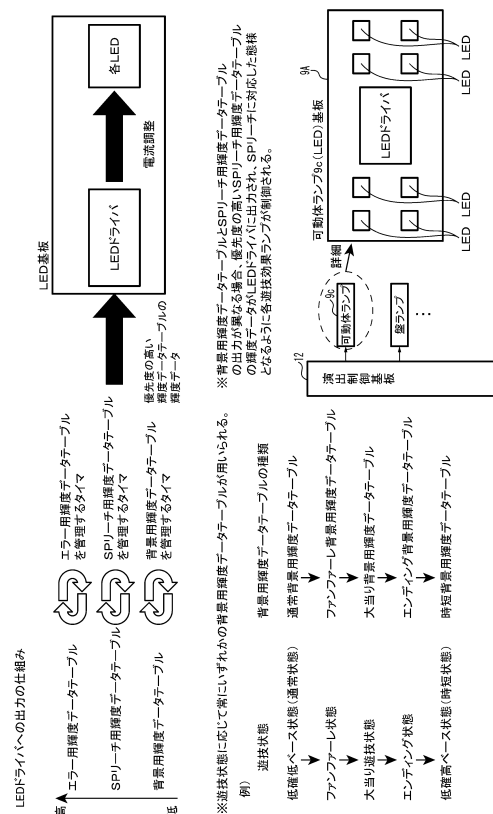 LEDドライバへの出力の仕組み
高
エラー用輝度データテーブル
SPリーチ用輝度データテーブル
背景用輝度データテーブル
低
エラー用輝度データテーブル
を管理するタイマ
SPリーチ用輝度データテーブル
を管理するタイマ
背景用輝度データテーブル
を管理するタイマ
優先度の高い
輝度データテーブルの
輝度データ
LED基板
LEDドライバ
電流調整
各LED
※遊技状態に応じて常にいずれかの背景用輝度データテーブルが用いられる。
例)
遊技状態
背景用輝度データテーブルの種類
低確低ベース状態(通常状態)
通常背景用輝度データテーブル
ファンファーレ状態
ファンファーレ背景用輝度データテーブル
大当り遊技状態
大当り背景用輝度データテーブル
エンディング状態
エンディング背景用輝度データテーブル
低確高ベース状態(時短状態)
時短背景用輝度データテーブル
※背景用輝度データテーブルとSPリーチ用輝度データテーブル
の出力が異なる場合、優先度の高いSPリーチ用輝度データテーブル
の輝度データがLEDドライバに出力され、SPリーチに対応した態様
となるように各遊技効果ランプが制御される。
12
演出
制御基板
9c
可動体ランプ
盤ランプ
…
詳細
可動体ランプ9c(LED)基板
9A
LEDドライバ
LED
LED
LED
LED
LED
LED
LED
LED